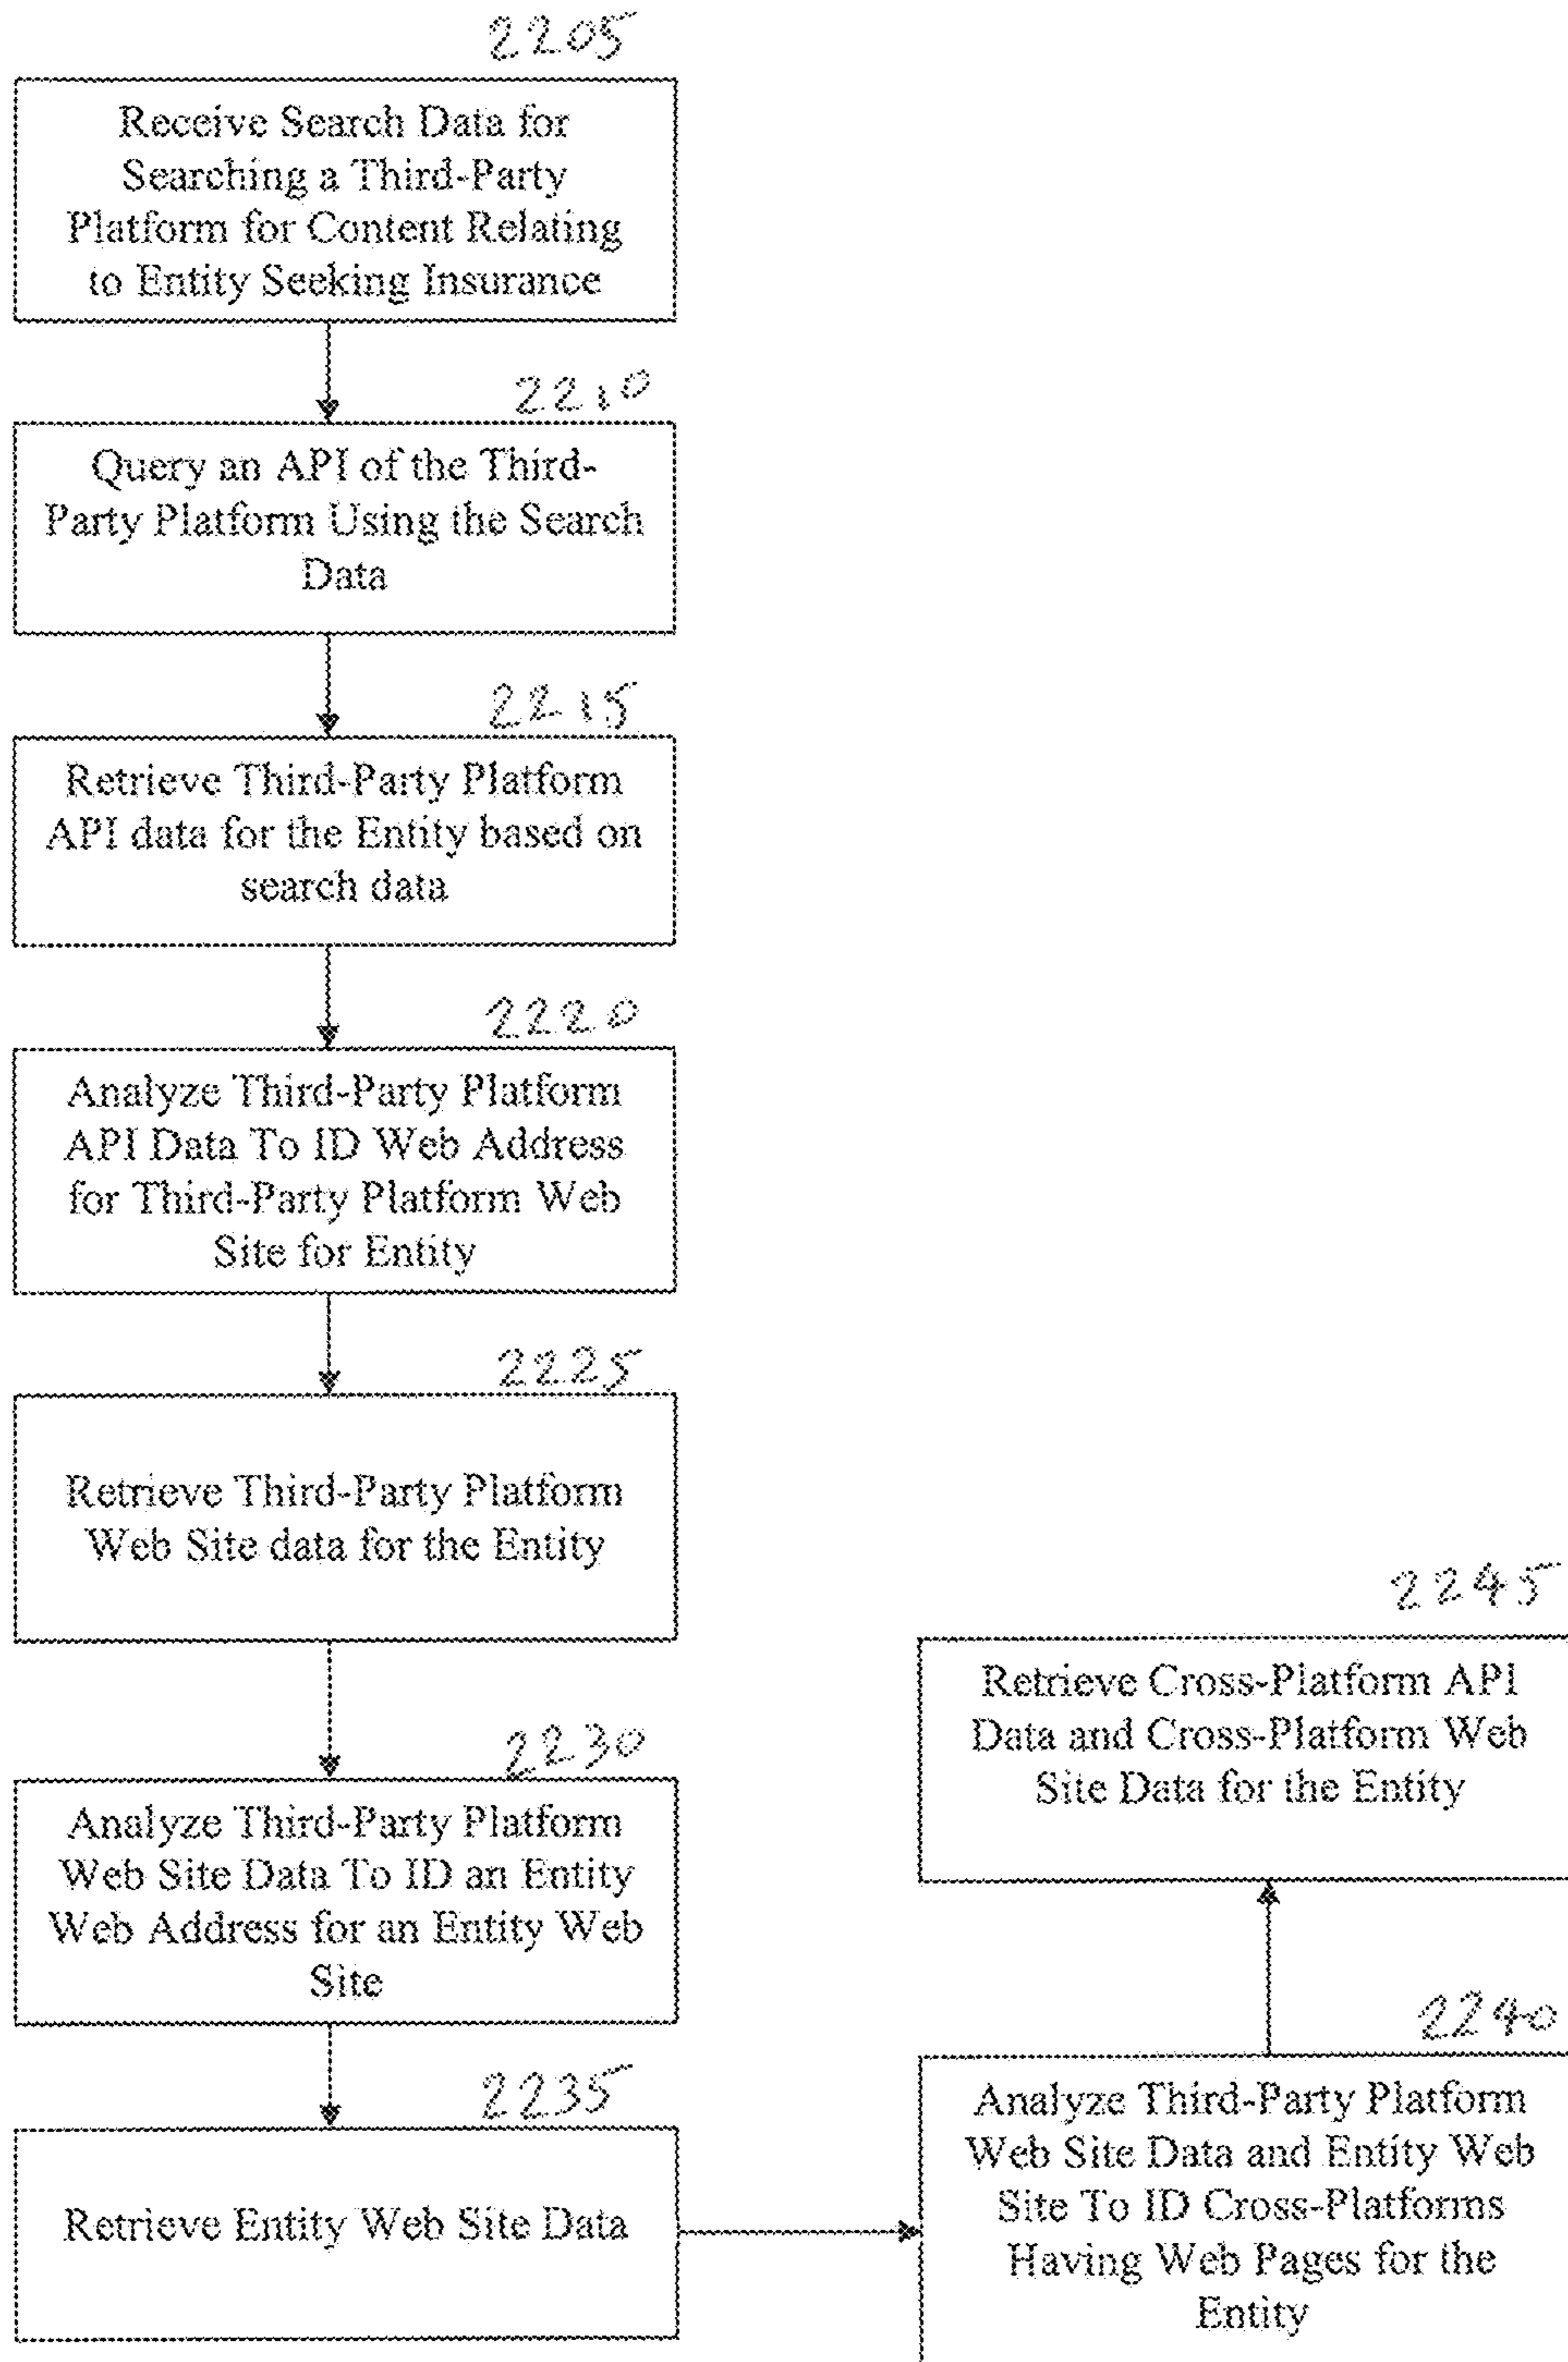 2205
Receive Search Data for
Searching a Third-Party
Platform for Content Relating
to Entity Seeking Insurance
2210
Query an API of the Third-
Party Platform Using the Search
Data
2215
Retrieve Third-Party Platform
API data for the Entity based on
search data
2220
Analyze Third-Party Platform
API Data To ID Web Address
for Third-Party Platform Web
Site for Entity
2225
Retrieve Third-Party Platform
Web Site data for the Entity
2230
Analyze Third-Party Platform
Web Site Data To ID an Entity
Web Address for an Entity Web
Site
2235
Retrieve Entity Web Site Data
2240
Analyze Third-Party Platform
Web Site Data and Entity Web
Site To ID Cross-Platforms
Having Web Pages for the
Entity
2245
Retrieve Cross-Platform API
Data and Cross-Platform Web
Site Data for the Entity